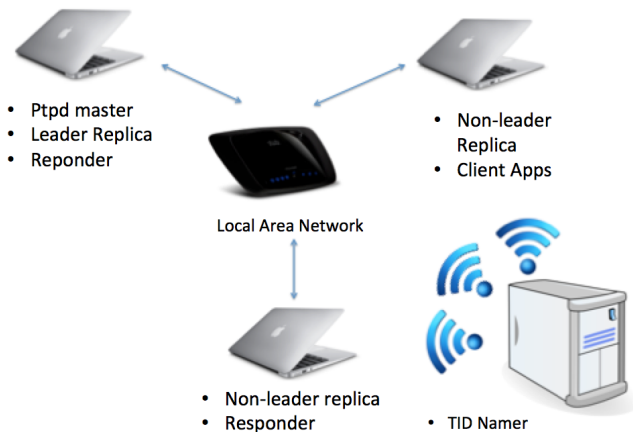 • Ptpd master
• Leader Replica
• Reponder
• Non-leader
Replica
• Client Apps
Local Area Network
• Non-leader replica
• Responder
• TID Namer